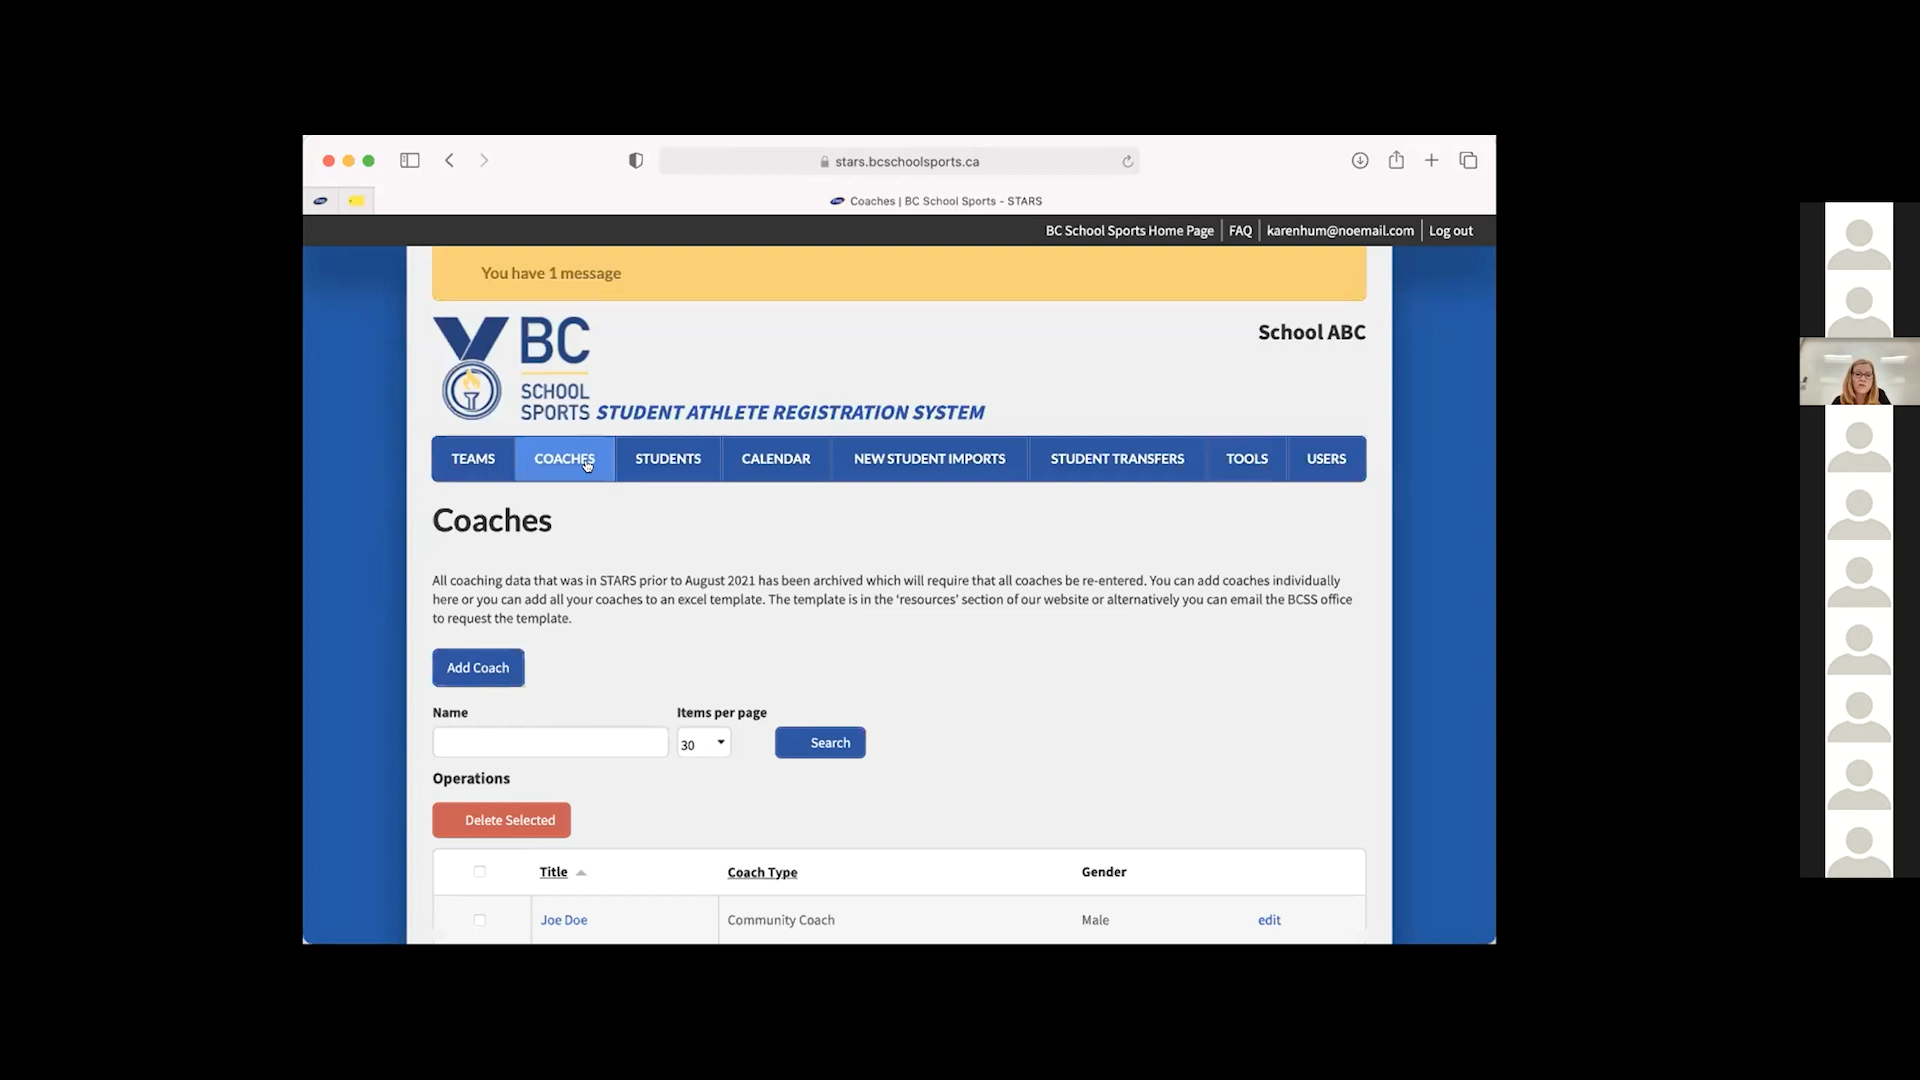 stars.bcschoolsports.ca
Coaches | BC School Sports - STARS
BC School Sports Home Page FAQ karenhum@noemail.com Log out
You have 1 message
BC
SCHOOL
SPORTS
STUDENT ATHLETE REGISTRATION SYSTEM
School ABC
TEAMS COACHES STUDENTS CALENDAR NEW STUDENT IMPORTS STUDENT TRANSFERS TOOLS USERS
Coaches
All coaching data that was in STARS prior to August 2021 has been archived which will require that all coaches be re-entered. You can add coaches individually
here or you can add all your coaches to an excel template. The template is in the 'resources' section of our website or alternatively you can email the BCSS office
to request the template.
Add Coach
Name Items per page
30 Search
Operations
Delete Selected
Title Coach Type Gender
Joe Doe Community Coach Male edit